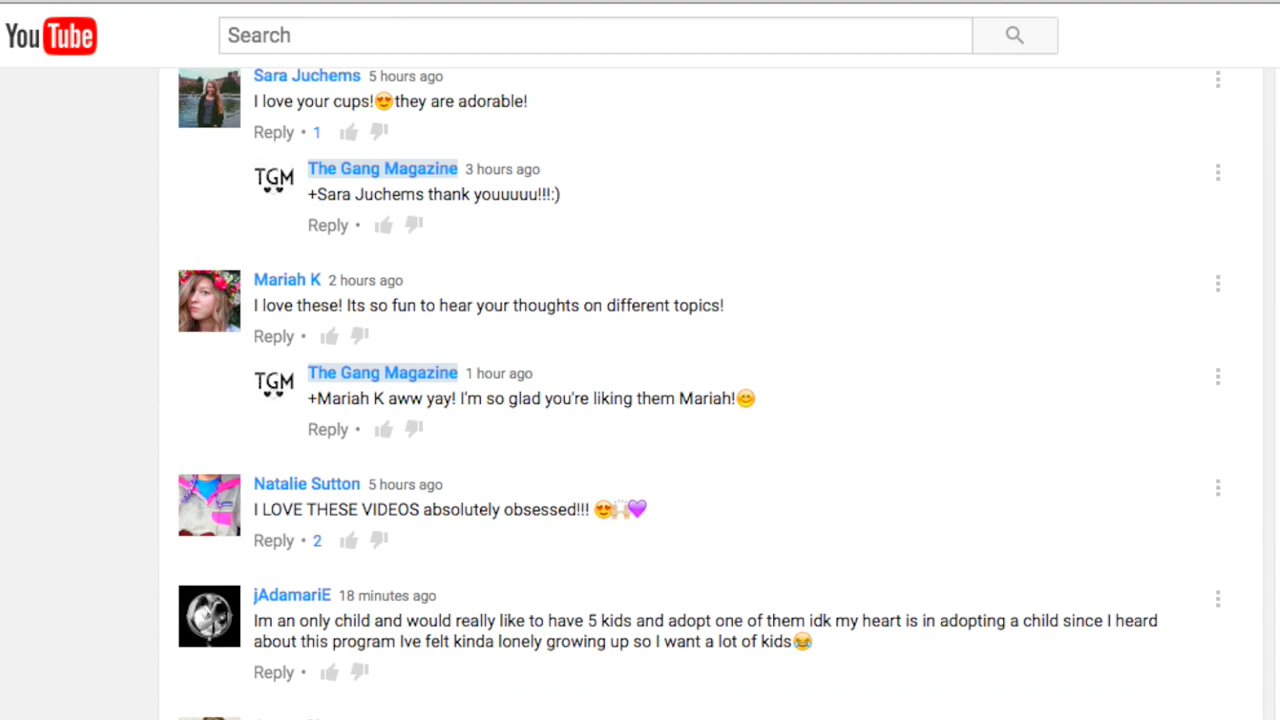 YouTube
Search
Sara Juchems 5 hours ago
I love your cups!😍they are adorable!
Reply • 1
TGM
The Gang Magazine 3 hours ago
+Sara Juchems thank youuuuu!!!:)
Reply •
Mariah K 2 hours ago
I love these! Its so fun to hear your thoughts on different topics!
Reply •
TGM
The Gang Magazine 1 hour ago
+Mariah K aww yay! I'm so glad you're liking them Mariah!😊
Reply •
Natalie Sutton 5 hours ago
I LOVE THESE VIDEOS absolutely obsessed!!! 😍🙌🏻💜
Reply • 2
jAdamariE 18 minutes ago
Im an only child and would really like to have 5 kids and adopt one of them idk my heart is in adopting a child since I heard
about this program Ive felt kinda lonely growing up so I want a lot of kids😂
Reply •